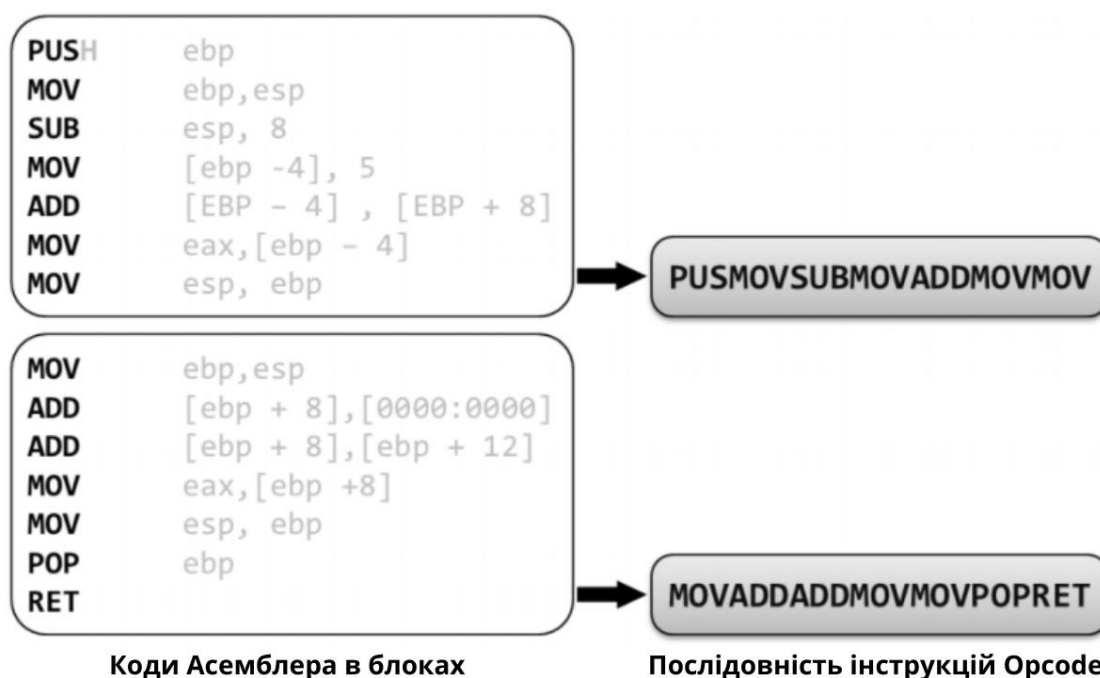 PUSH ebp
MOV ebp,esp
SUB esp, 8
MOV [ebp -4], 5
ADD [EBP – 4] , [EBP + 8]
MOV eax,[ebp – 4]
MOV esp, ebp
PUSMOVSUBMOVADDMOVMOV
MOV ebp,esp
ADD [ebp + 8],[0000:0000]
ADD [ebp + 8],[ebp + 12]
MOV eax,[ebp +8]
MOV esp, ebp
POP ebp
RET
MOVADDADDMOVMOVPOPRET
Коди Асемблера в блоках
Послідовність інструкцій Opcode